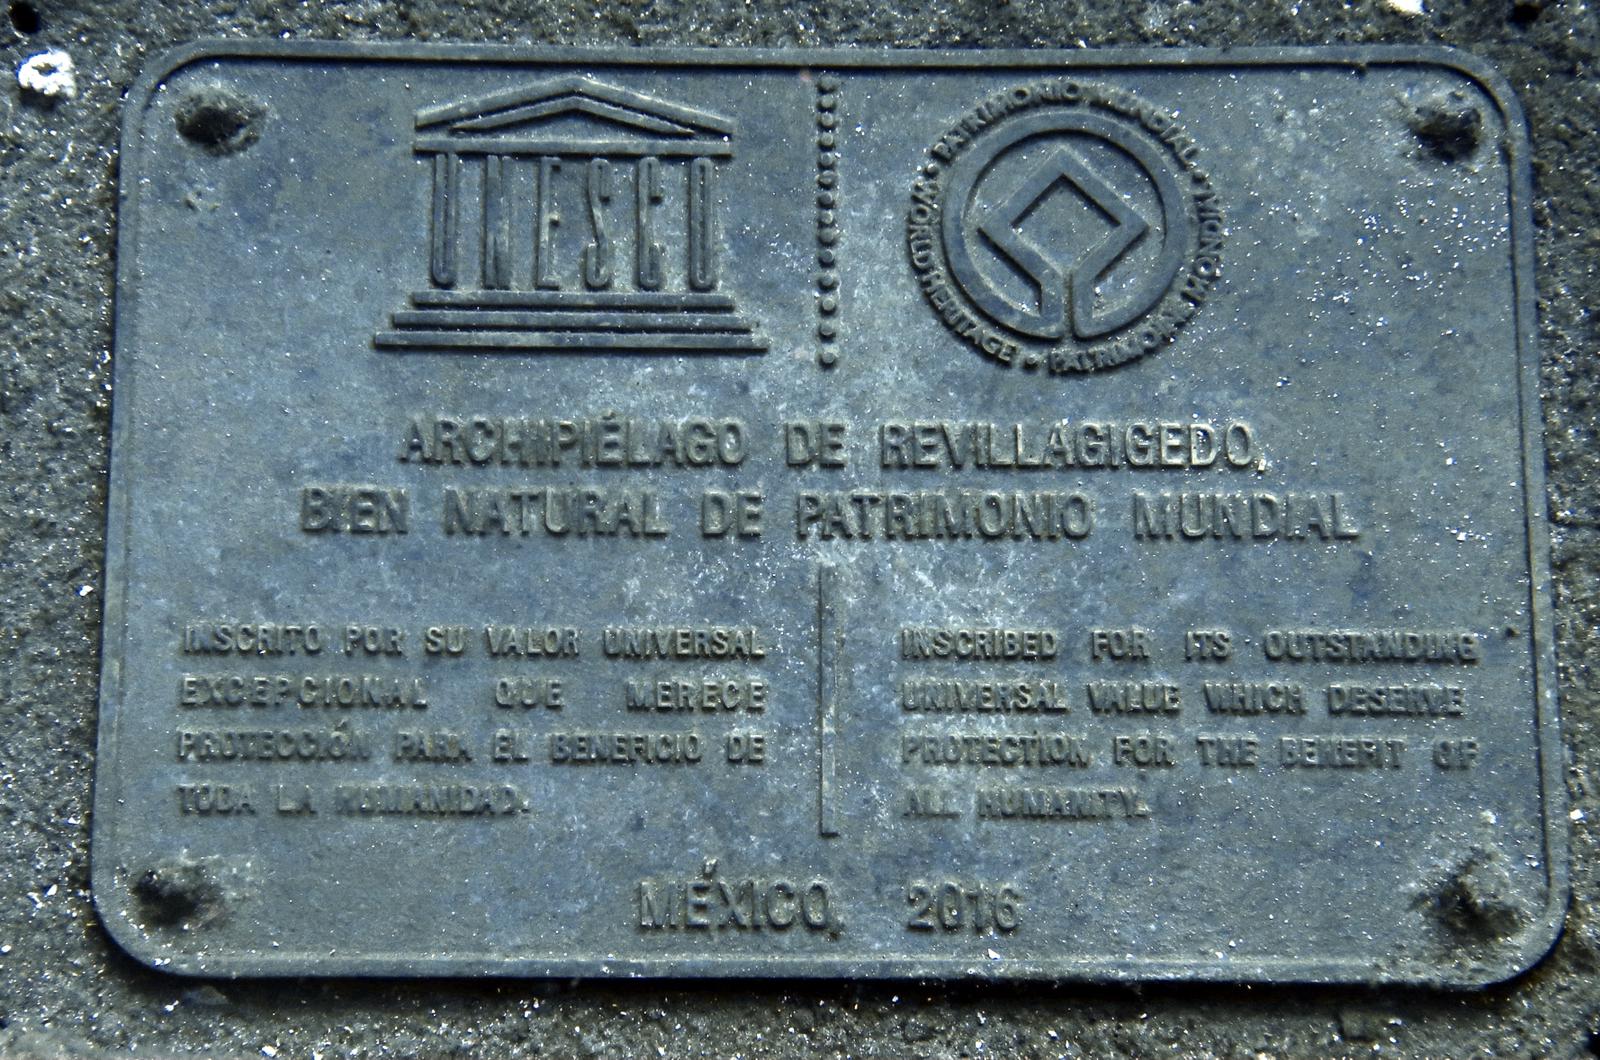 UNESCO
PATRIMONIO MUNDIAL • PATRIMOINE MONDIAL • WORLD HERITAGE •
ARCHIPIÉLAGO DE REVILLAGIGEDO,
BIEN NATURAL DE PATRIMONIO MUNDIAL
INSCRITO POR SU VALOR UNIVERSAL
EXCEPCIONAL QUE MERECE
PROTECCIÓN PARA EL BENEFICIO DE
TODA LA HUMANIDAD.
INSCRIBED FOR ITS OUTSTANDING
UNIVERSAL VALUE WHICH DESERVE
PROTECTION FOR THE BENEFIT OF
ALL HUMANITY.
MÉXICO, 2016